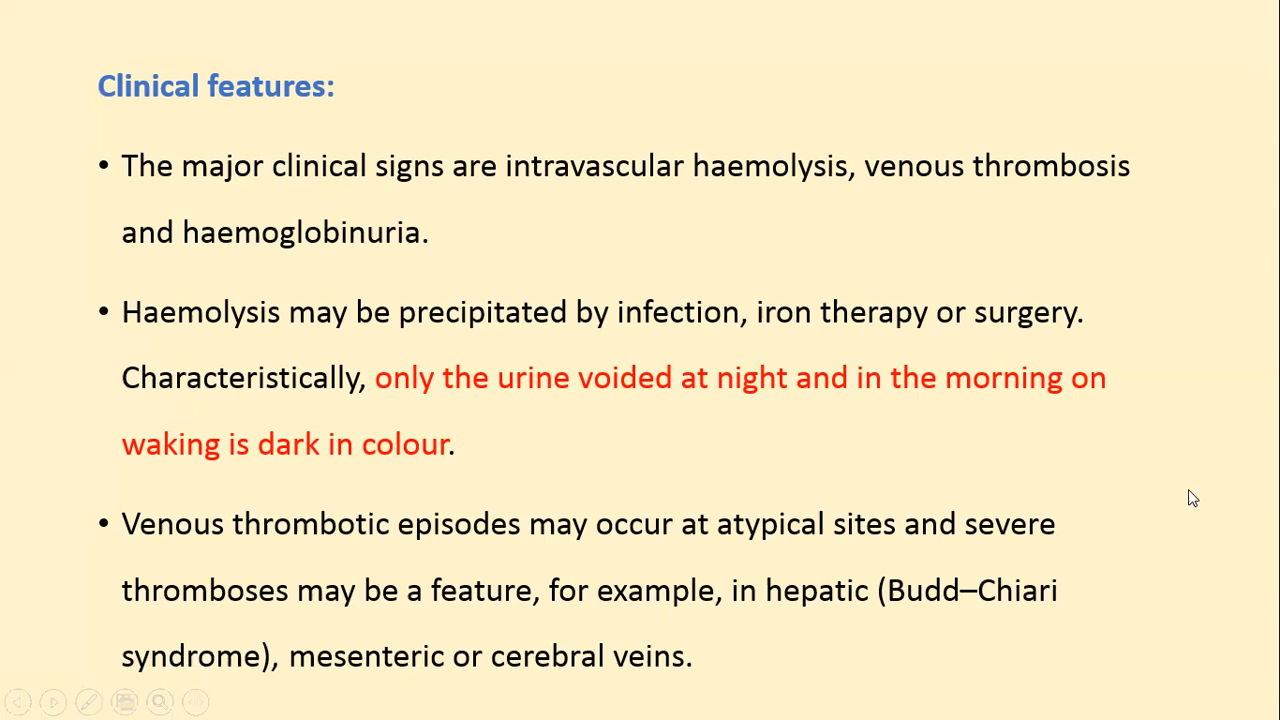 Clinical features:
• The major clinical signs are intravascular haemolysis, venous thrombosis
and haemoglobinuria.
• Haemolysis may be precipitated by infection, iron therapy or surgery.
Characteristically, only the urine voided at night and in the morning on
waking is dark in colour.
• Venous thrombotic episodes may occur at atypical sites and severe
thromboses may be a feature, for example, in hepatic (Budd–Chiari
syndrome), mesenteric or cerebral veins.